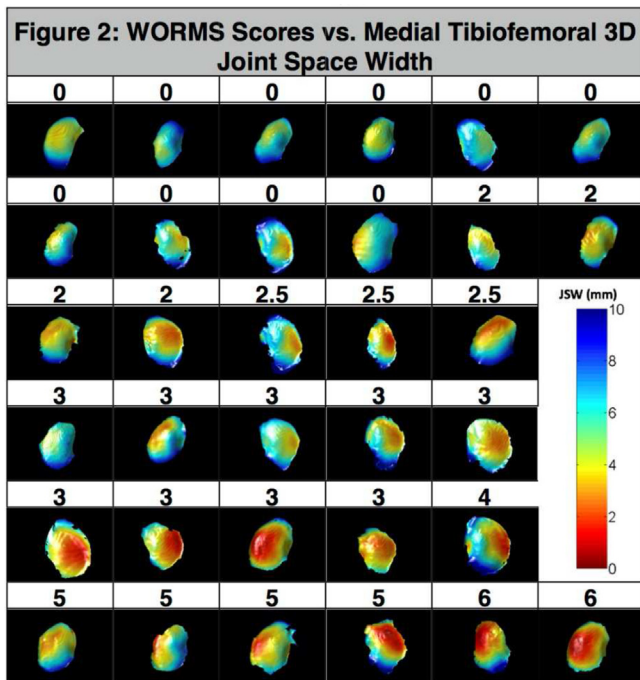 Figure 2: WORMS Scores vs. Medial Tibiofemoral 3D
Joint Space Width
0 0 0 0 0 0
0 0 0 0 2 2
2 2 2.5 2.5 2.5
JSW (mm)
10
8
6
4
2
0
3 3 3 3 3
3 3 3 3 4
5 5 5 5 6 6